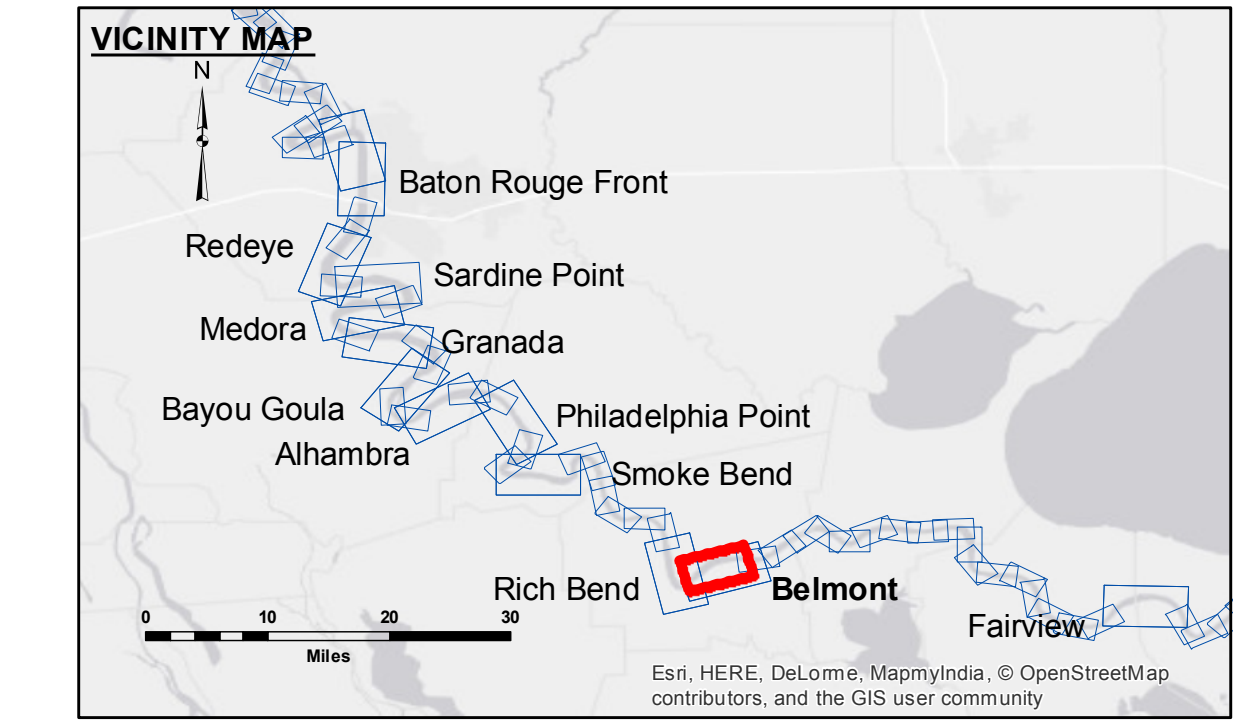 VICINITY MAP
N
Baton Rouge Front
Redeye
Sardine Point
Medora
Granada
Bayou Goula
Philadelphia Point
Alhambra
Smoke Bend
Rich Bend
Belmont
Fairview
0 10 20 30
Miles
Esri, HERE, DeLorme, MapmyIndia, © OpenStreetMap
contributors, and the GIS user community